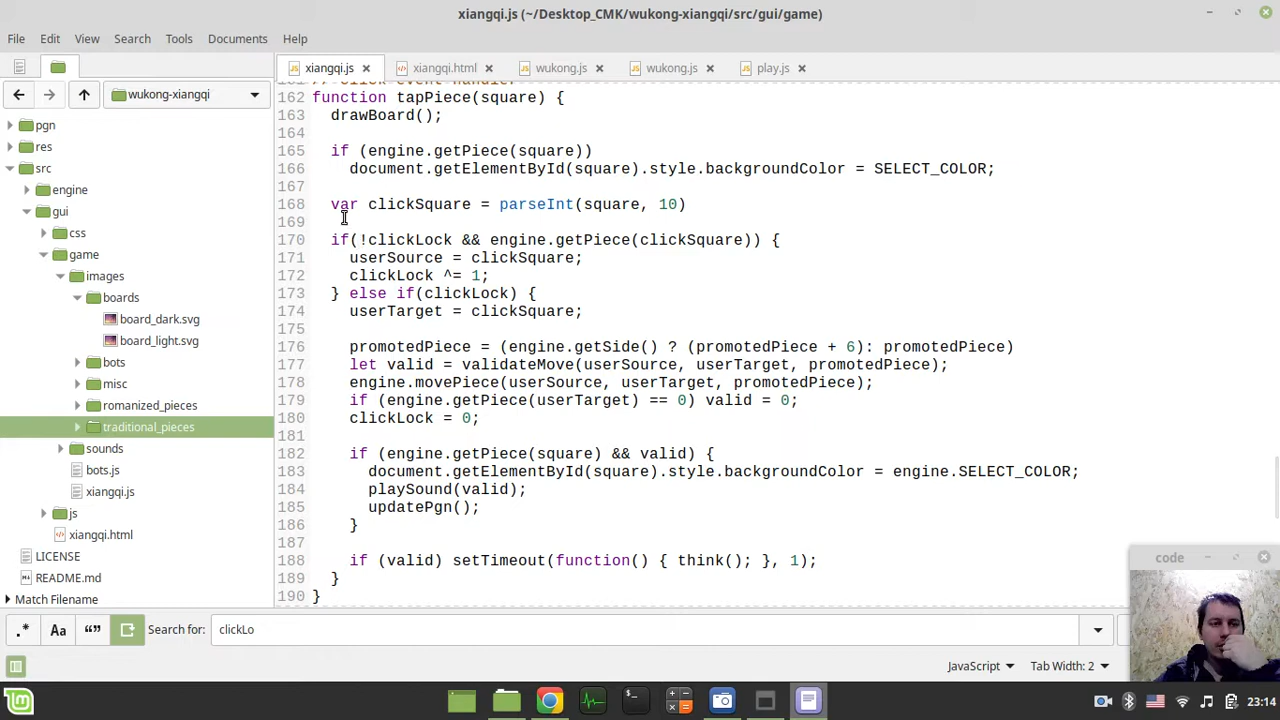 xiangqi.js (~/Desktop_CMK/wukong-xiangqi/src/gui/game)
File Edit View Search Tools Documents Help
xiangqi.js xiangqi.html wukong.js wukong.js play.js
wukong-xiangqi
pgn
res
src
engine
gui
css
game
images
boards
board_dark.svg
board_light.svg
bots
misc
romanized_pieces
traditional_pieces
sounds
bots.js
xiangqi.js
js
xiangqi.html
LICENSE
README.md
Match Filename
162 function tapPiece(square) {
163 drawBoard();
164
165 if (engine.getPiece(square))
166 document.getElementById(square).style.backgroundColor = SELECT_COLOR;
167
168 var clickSquare = parseInt(square, 10)
169
170 if(!clickLock && engine.getPiece(clickSquare)) {
171 userSource = clickSquare;
172 clickLock ^= 1;
173 } else if(clickLock) {
174 userTarget = clickSquare;
175
176 promotedPiece = (engine.getSide() ? (promotedPiece + 6): promotedPiece)
177 let valid = validateMove(userSource, userTarget, promotedPiece);
178 engine.movePiece(userSource, userTarget, promotedPiece);
179 if (engine.getPiece(userTarget) == 0) valid = 0;
180 clickLock = 0;
181
182 if (engine.getPiece(square) && valid) {
183 document.getElementById(square).style.backgroundColor = engine.SELECT_COLOR;
184 playSound(valid);
185 updatePgn();
186 }
187
188 if (valid) setTimeout(function() { think(); }, 1);
189 }
190 }
code
.* Aa “” Search for: clickLo
JavaScript Tab Width: 2
23:14